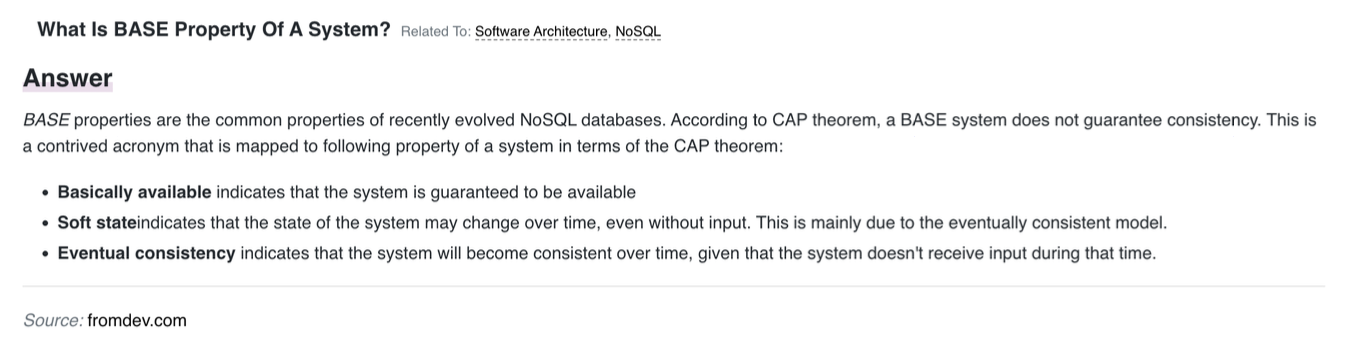 What Is BASE Property Of A System? Related To: Software Architecture, NoSQL
Answer
BASE properties are the common properties of recently evolved NoSQL databases. According to CAP theorem, a BASE system does not guarantee consistency. This is
a contrived acronym that is mapped to following property of a system in terms of the CAP theorem:
• Basically available indicates that the system is guaranteed to be available
• Soft stateindicates that the state of the system may change over time, even without input. This is mainly due to the eventually consistent model.
• Eventual consistency indicates that the system will become consistent over time, given that the system doesn't receive input during that time.
Source: fromdev.com